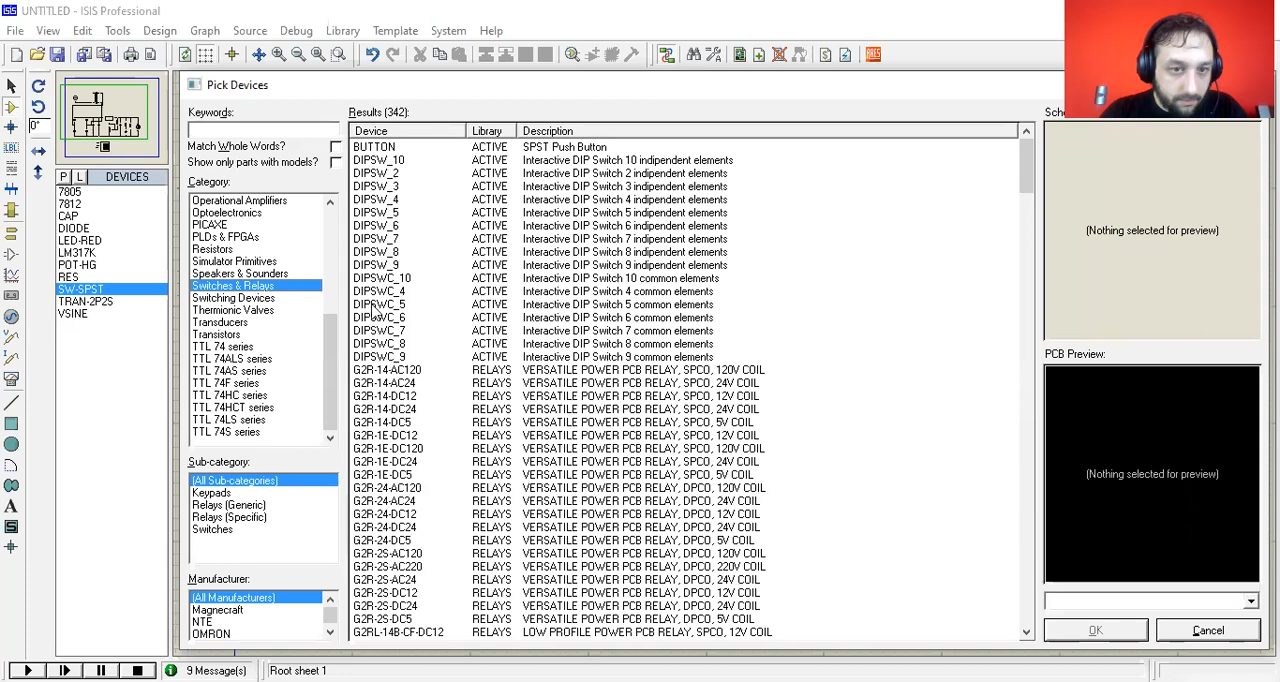 UNTITLED - ISIS Professional
File View Edit Tools Design Graph Source Debug Library Template System Help
Pick Devices
Keywords:
Match Whole Words?
Show only parts with models?
Category:
Operational Amplifiers
Optoelectronics
PICAXE
PLDs & FPGAs
Resistors
Simulator Primitives
Speakers & Sounders
Switches & Relays
Switching Devices
Thermionic Valves
Transducers
Transistors
TTL 74 series
TTL 74ALS series
TTL 74AS series
TTL 74F series
TTL 74HC series
TTL 74HCT series
TTL 74LS series
TTL 74S series
Sub-category:
(All Sub-categories)
Keypads
Relays (Generic)
Relays (Specific)
Switches
Manufacturer:
(All Manufacturers)
Magnecraft
NTE
OMRON
0°
LBL
P L DEVICES
7805
7812
CAP
DIODE
LED-RED
LM317K
POT-HG
RES
SW-SPST
TRAN-2P2S
VSINE
Results (342):
Device Library Description
BUTTON ACTIVE SPST Push Button
DIPSW_10 ACTIVE Interactive DIP Switch 10 indipendent elements
DIPSW_2 ACTIVE Interactive DIP Switch 2 indipendent elements
DIPSW_3 ACTIVE Interactive DIP Switch 3 indipendent elements
DIPSW_4 ACTIVE Interactive DIP Switch 4 indipendent elements
DIPSW_5 ACTIVE Interactive DIP Switch 5 indipendent elements
DIPSW_6 ACTIVE Interactive DIP Switch 6 indipendent elements
DIPSW_7 ACTIVE Interactive DIP Switch 7 indipendent elements
DIPSW_8 ACTIVE Interactive DIP Switch 8 indipendent elements
DIPSW_9 ACTIVE Interactive DIP Switch 9 indipendent elements
DIPSWC_10 ACTIVE Interactive DIP Switch 10 common elements
DIPSWC_4 ACTIVE Interactive DIP Switch 4 common elements
DIPSWC_5 ACTIVE Interactive DIP Switch 5 common elements
DIPSWC_6 ACTIVE Interactive DIP Switch 6 common elements
DIPSWC_7 ACTIVE Interactive DIP Switch 7 common elements
DIPSWC_8 ACTIVE Interactive DIP Switch 8 common elements
DIPSWC_9 ACTIVE Interactive DIP Switch 9 common elements
G2R-14-AC120 RELAYS VERSATILE POWER PCB RELAY, SPCO, 120V COIL
G2R-14-AC24 RELAYS VERSATILE POWER PCB RELAY, SPCO, 24V COIL
G2R-14-DC12 RELAYS VERSATILE POWER PCB RELAY, SPCO, 12V COIL
G2R-14-DC24 RELAYS VERSATILE POWER PCB RELAY, SPCO, 24V COIL
G2R-14-DC5 RELAYS VERSATILE POWER PCB RELAY, SPCO, 5V COIL
G2R-1E-DC12 RELAYS VERSATILE POWER PCB RELAY, SPCO, 12V COIL
G2R-1E-DC120 RELAYS VERSATILE POWER PCB RELAY, SPCO, 120V COIL
G2R-1E-DC24 RELAYS VERSATILE POWER PCB RELAY, SPCO, 24V COIL
G2R-1E-DC5 RELAYS VERSATILE POWER PCB RELAY, SPCO, 5V COIL
G2R-24-AC120 RELAYS VERSATILE POWER PCB RELAY, DPCO, 120V COIL
G2R-24-AC24 RELAYS VERSATILE POWER PCB RELAY, DPCO, 24V COIL
G2R-24-DC12 RELAYS VERSATILE POWER PCB RELAY, DPCO, 12V COIL
G2R-24-DC24 RELAYS VERSATILE POWER PCB RELAY, DPCO, 24V COIL
G2R-24-DC5 RELAYS VERSATILE POWER PCB RELAY, DPCO, 5V COIL
G2R-2S-AC120 RELAYS VERSATILE POWER PCB RELAY, DPCO, 120V COIL
G2R-2S-AC220 RELAYS VERSATILE POWER PCB RELAY, DPCO, 220V COIL
G2R-2S-AC24 RELAYS VERSATILE POWER PCB RELAY, DPCO, 24V COIL
G2R-2S-DC12 RELAYS VERSATILE POWER PCB RELAY, DPCO, 12V COIL
G2R-2S-DC24 RELAYS VERSATILE POWER PCB RELAY, DPCO, 24V COIL
G2R-2S-DC5 RELAYS VERSATILE POWER PCB RELAY, DPCO, 5V COIL
G2RL-14B-CF-DC12 RELAYS LOW PROFILE POWER PCB RELAY, SPCO, 12V COIL
(Nothing selected for preview)
PCB Preview:
(Nothing selected for preview)
OK Cancel
9 Message(s) Root sheet 1